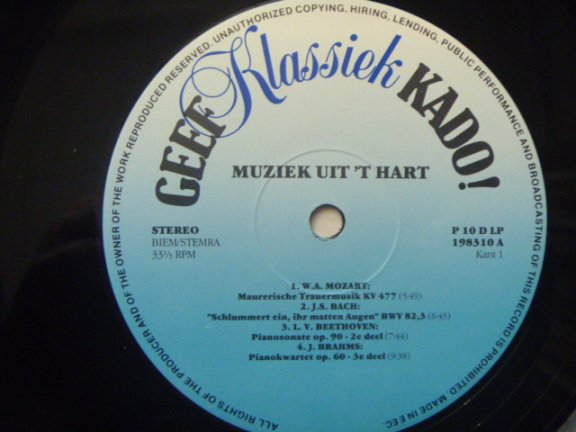 GEEF Klassiek KADO!
MUZIEK UIT 'T HART
STEREO
BIEM/STEMRA
33⅓ RPM
P 10 D LP
198310 A
Kant 1
1. W.A. MOZART:
Maurerische Trauermusik KV 477 (5:49)
2. J.S. BACH:
"Schlummert ein, ihr matten Augen" BWV 82,3 (6:45)
3. L. V. BEETHOVEN:
Pianosonate op. 90 - 2e deel (7:44)
4. J. BRAHMS:
Pianokwartet op. 60 - 3e deel (9:38)
ALL RIGHTS OF THE PRODUCER AND OF THE OWNER OF THE WORK REPRODUCED RESERVED. UNAUTHORIZED COPYING, HIRING, LENDING, PUBLIC PERFORMANCE AND BROADCASTING OF THIS RECORD IS PROHIBITED. MADE IN E.E.C.